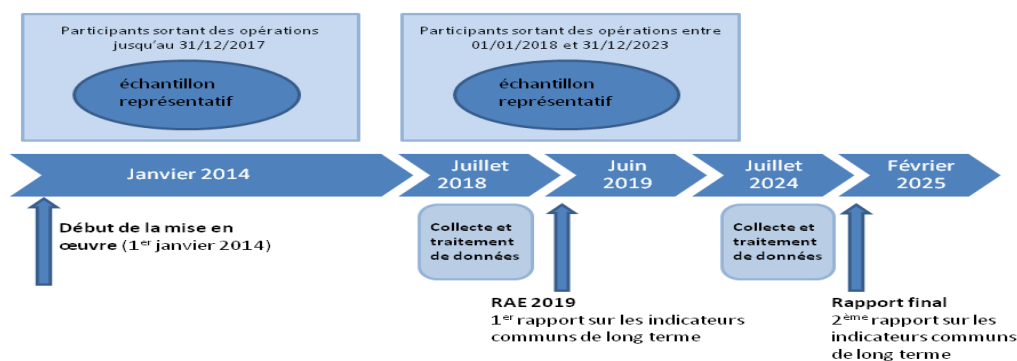 Participants sortant des opérations
jusqu'au 31/12/2017
échantillon
représentatif
Participants sortant des opérations entre
01/01/2018 et 31/12/2023
échantillon
représentatif
Janvier 2014
Juillet
2018
Juin
2019
Juillet
2024
Février
2025
Début de la mise en
œuvre (1er janvier 2014)
Collecte et
traitement
de données
RAE 2019
1er rapport sur les indicateurs
communs de long terme
Collecte et
traitement
de données
Rapport final
2ème rapport sur les
indicateurs communs
de long terme